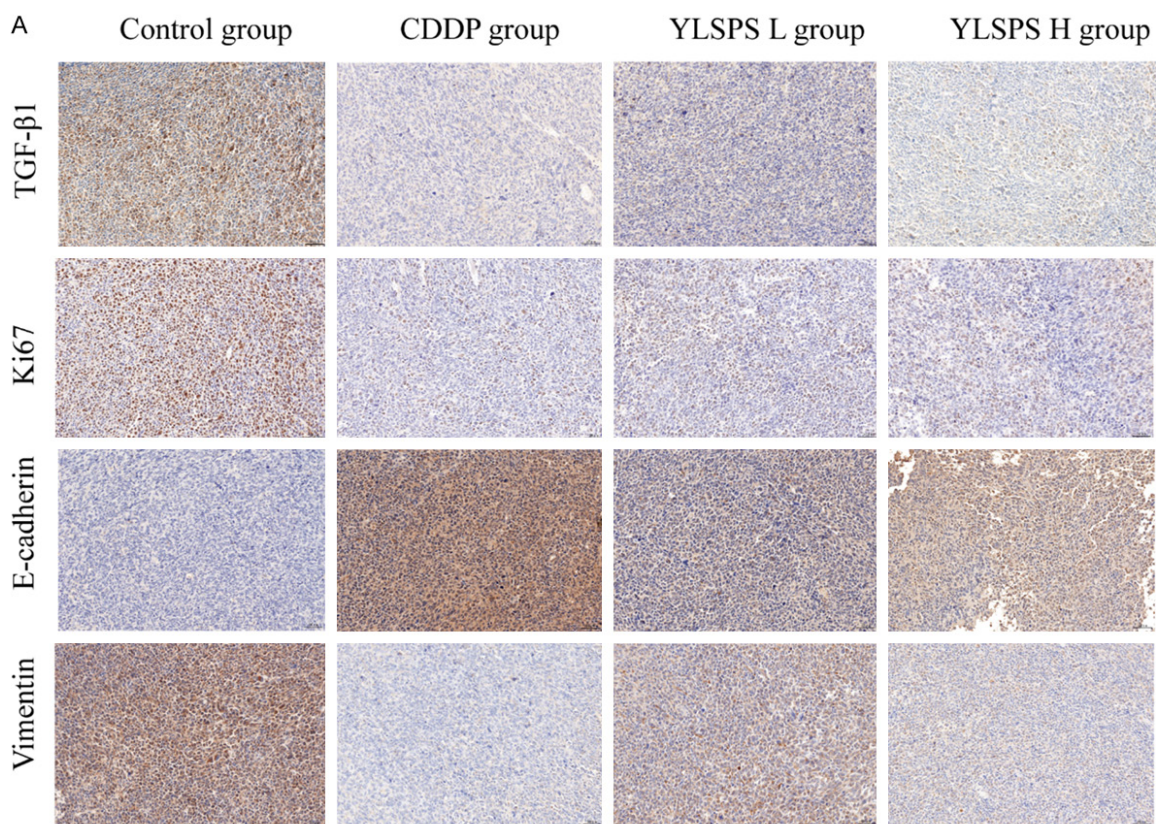 A
Control group CDDP group YLSPS L group YLSPS H group
TGF-β1
Ki67
E-cadherin
Vimentin